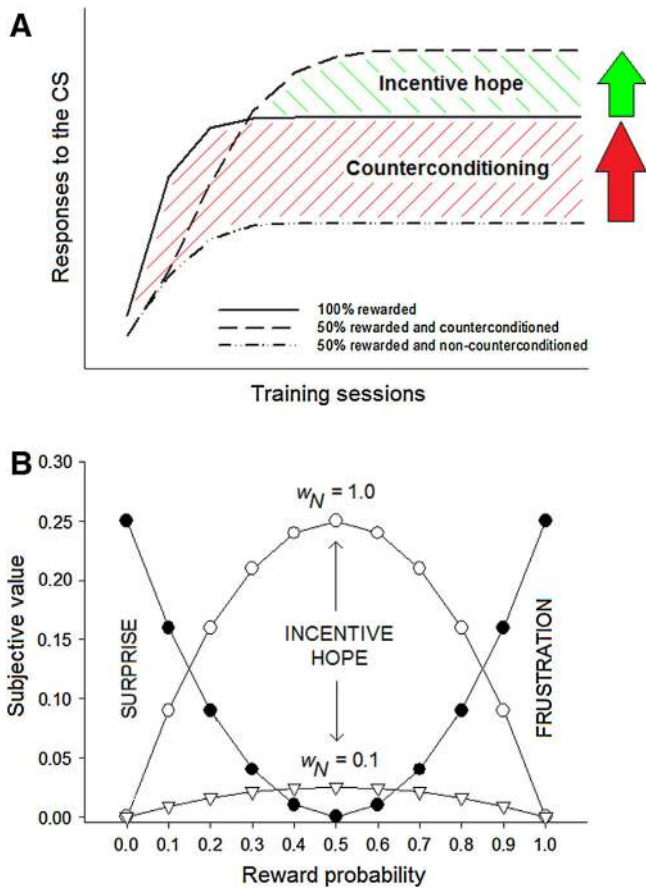 A
Responses to the CS
Incentive hope
Counterconditioning
100% rewarded
50% rewarded and counterconditioned
50% rewarded and non-counterconditioned
Training sessions
B
Subjective value
0.30
0.25
0.20
0.15
0.10
0.05
0.00
wN = 1.0
SURPRISE
INCENTIVE
HOPE
FRUSTRATION
wN = 0.1
0.0 0.1 0.2 0.3 0.4 0.5 0.6 0.7 0.8 0.9 1.0
Reward probability